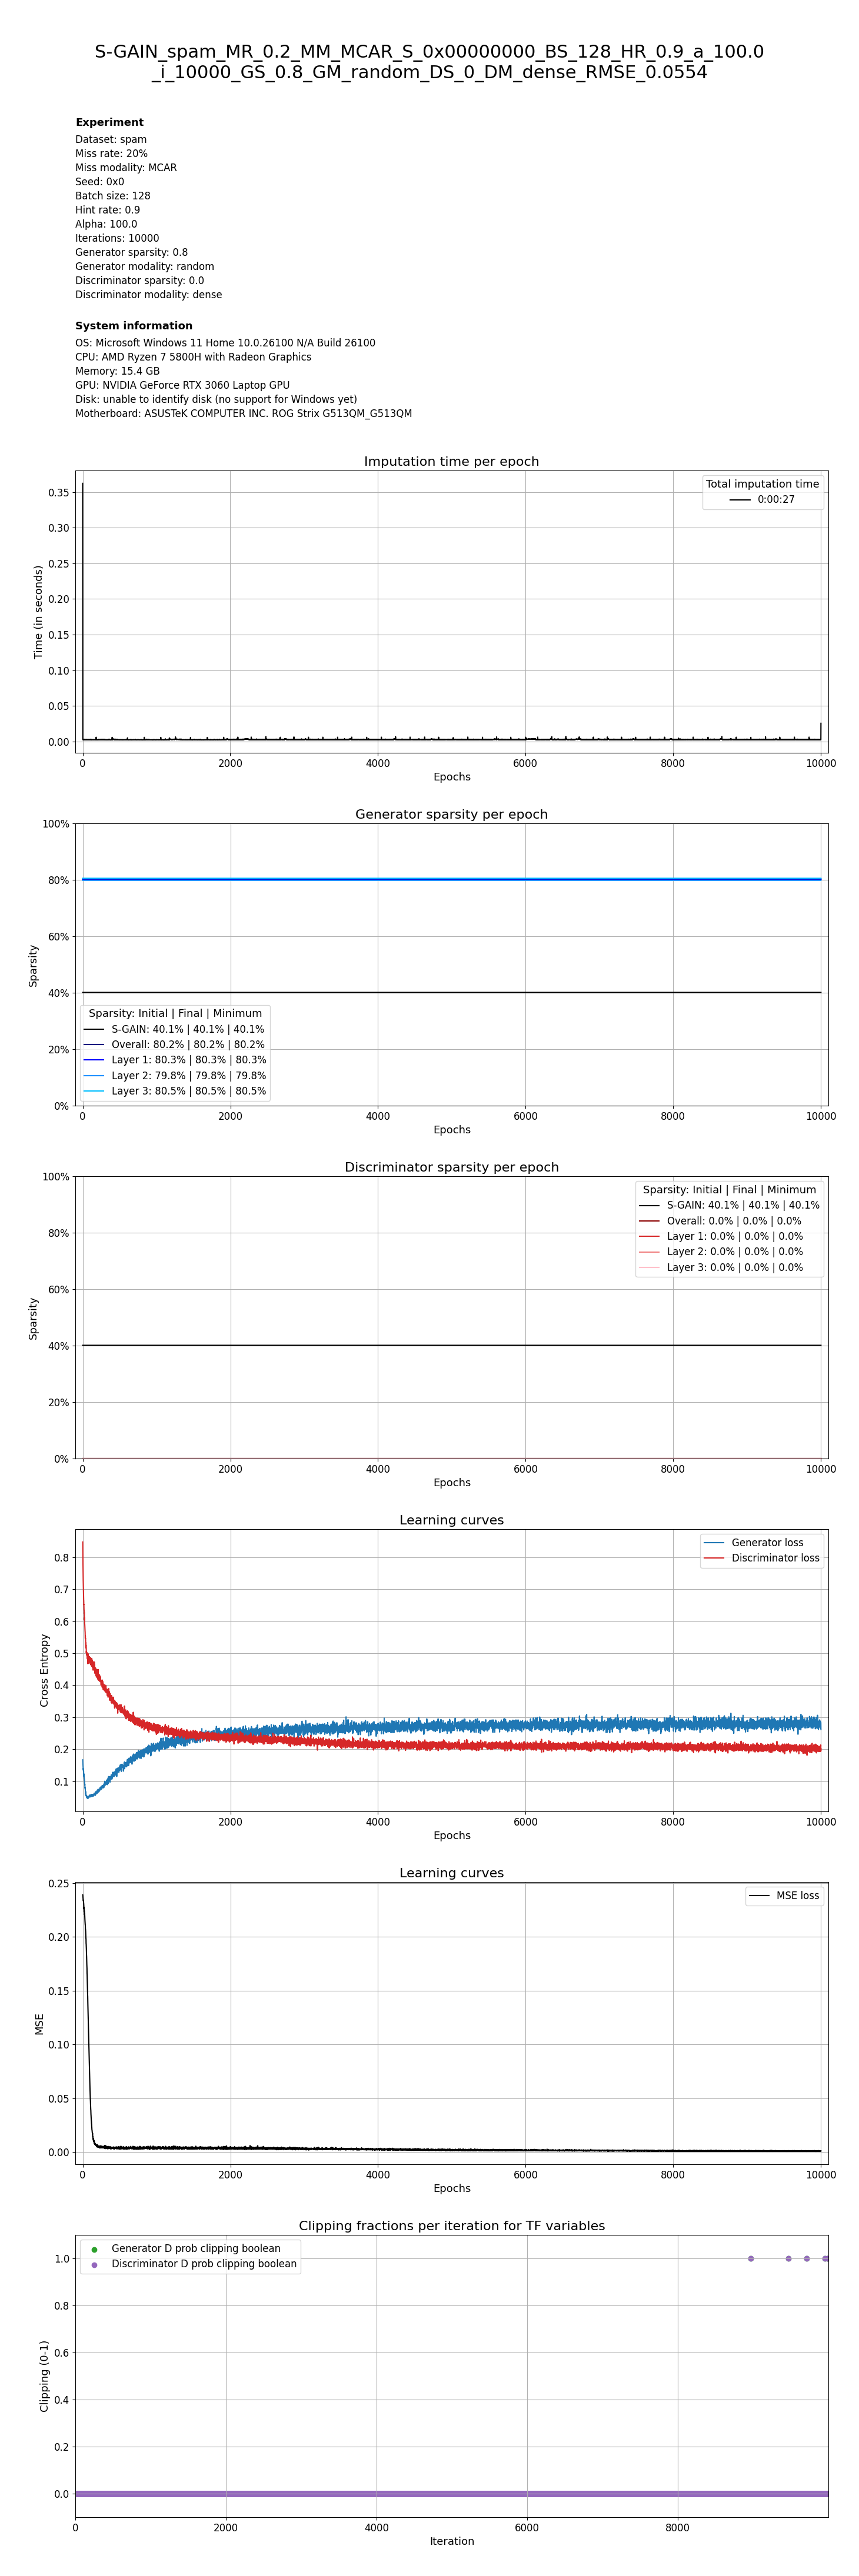 S-GAIN_spam_MR_0.2_MM_MCAR_S_0x00000000_BS_128_HR_0.9_a_100.0
_i_10000_GS_0.8_GM_random_DS_0_DM_dense_RMSE_0.0554
Experiment
Dataset: spam
Miss rate: 20%
Miss modality: MCAR
Seed: 0x0
Batch size: 128
Hint rate: 0.9
Alpha: 100.0
Iterations: 10000
Generator sparsity: 0.8
Generator modality: random
Discriminator sparsity: 0.0
Discriminator modality: dense
System information
OS: Microsoft Windows 11 Home 10.0.26100 N/A Build 26100
CPU: AMD Ryzen 7 5800H with Radeon Graphics
Memory: 15.4 GB
GPU: NVIDIA GeForce RTX 3060 Laptop GPU
Disk: unable to identify disk (no support for Windows yet)
Motherboard: ASUSTeK COMPUTER INC. ROG Strix G513QM_G513QM
Imputation time per epoch
Total imputation time
0:00:27
0.35
0.30
0.25
0.20
0.15
0.10
0.05
0.00
Time (in seconds)
0 2000 4000 6000 8000 10000
Epochs
Generator sparsity per epoch
100%
80%
60%
40%
20%
0%
Sparsity
Sparsity: Initial | Final | Minimum
S-GAIN: 40.1% | 40.1% | 40.1%
Overall: 80.2% | 80.2% | 80.2%
Layer 1: 80.3% | 80.3% | 80.3%
Layer 2: 79.8% | 79.8% | 79.8%
Layer 3: 80.5% | 80.5% | 80.5%
0 2000 4000 6000 8000 10000
Epochs
Discriminator sparsity per epoch
100%
80%
60%
40%
20%
0%
Sparsity
Sparsity: Initial | Final | Minimum
S-GAIN: 40.1% | 40.1% | 40.1%
Overall: 0.0% | 0.0% | 0.0%
Layer 1: 0.0% | 0.0% | 0.0%
Layer 2: 0.0% | 0.0% | 0.0%
Layer 3: 0.0% | 0.0% | 0.0%
0 2000 4000 6000 8000 10000
Epochs
Learning curves
Generator loss
Discriminator loss
0.8
0.7
0.6
0.5
0.4
0.3
0.2
0.1
Cross Entropy
0 2000 4000 6000 8000 10000
Epochs
Learning curves
MSE loss
0.25
0.20
0.15
0.10
0.05
0.00
MSE
0 2000 4000 6000 8000 10000
Epochs
Clipping fractions per iteration for TF variables
Generator D prob clipping boolean
Discriminator D prob clipping boolean
1.0
0.8
0.6
0.4
0.2
0.0
Clipping (0-1)
0 2000 4000 6000 8000
Iteration